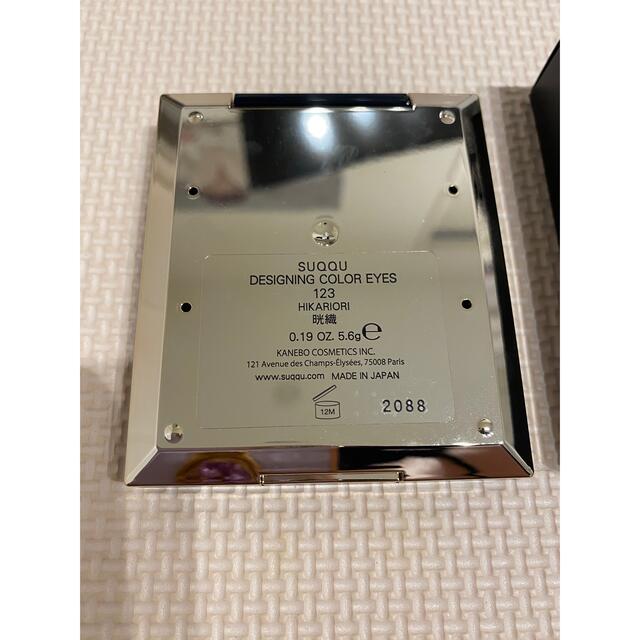 SUQQU
DESIGNING COLOR EYES
123
HIKARIORI
晄織
0.19 OZ. 5.6g e
KANEBO COSMETICS INC.
121 Avenue des Champs-Élysées, 75008 Paris
www.suqqu.com MADE IN JAPAN
12M
2088